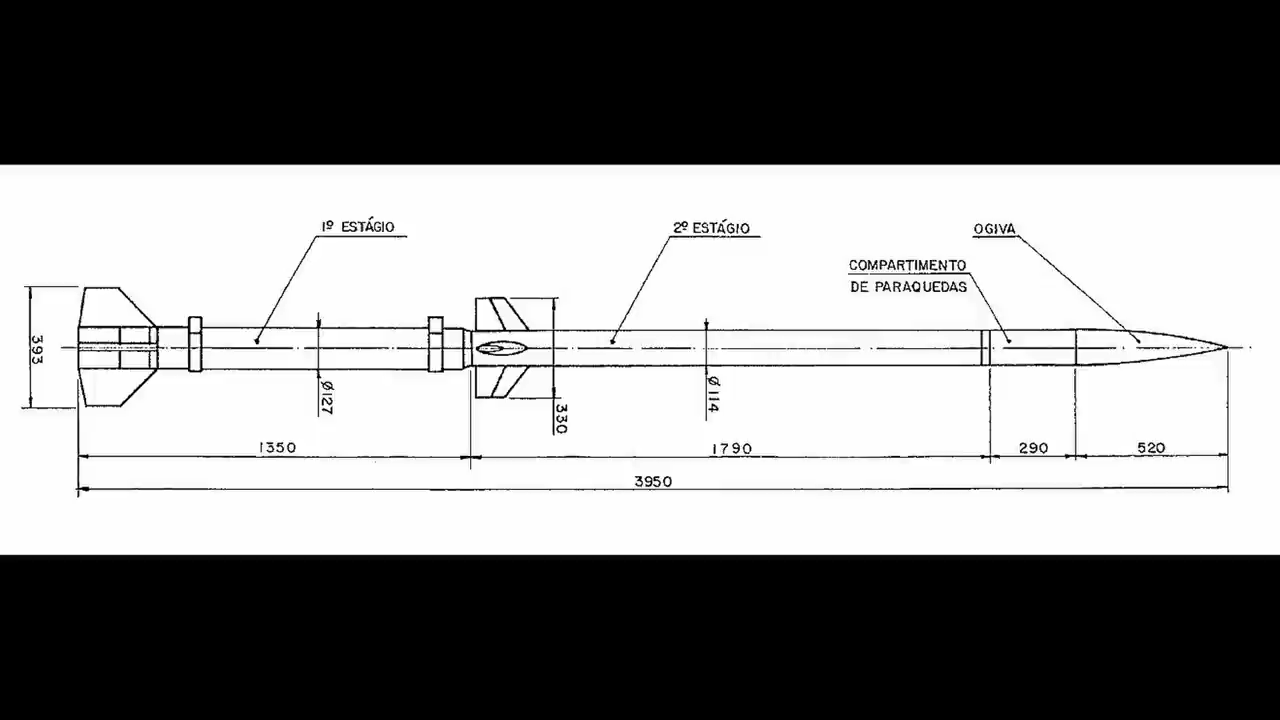 1º ESTÁGIO
2º ESTÁGIO
OGIVA
COMPARTIMENTO
DE PARAQUEDAS
393
Ø127
330
Ø114
1350
1790
290
520
3950